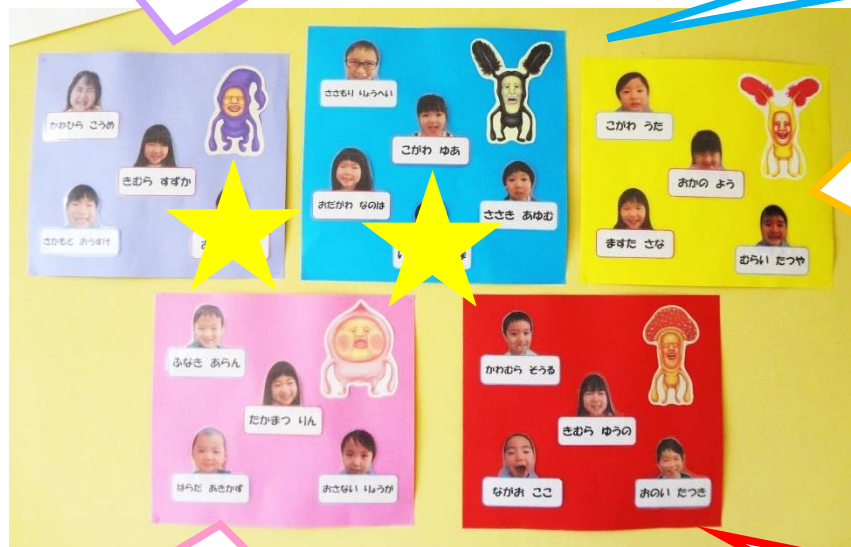 かねひら こうめ
きむら すずか
さかもと おうすけ
お
ささもり りょうへい
こがわ ゆあ
おだがわ なのは
ささき あゆむ
こがわ うた
おかの よう
ますた さな
むらい たつや
ふなき あらん
たかまつ りん
はらだ あきかず
おさない りょうが
かわむら そうる
きむら ゆうの
ながお ここ
おのい たつき